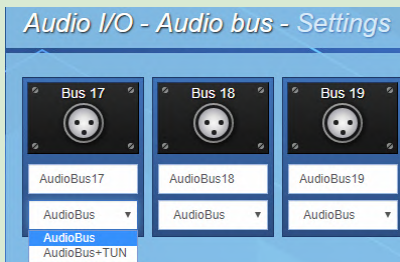 Audio I/O - Audio bus - Settings
Bus 17 Bus 18 Bus 19
AudioBus17 AudioBus18 AudioBus19
AudioBus AudioBus AudioBus
AudioBus
AudioBus+TUN